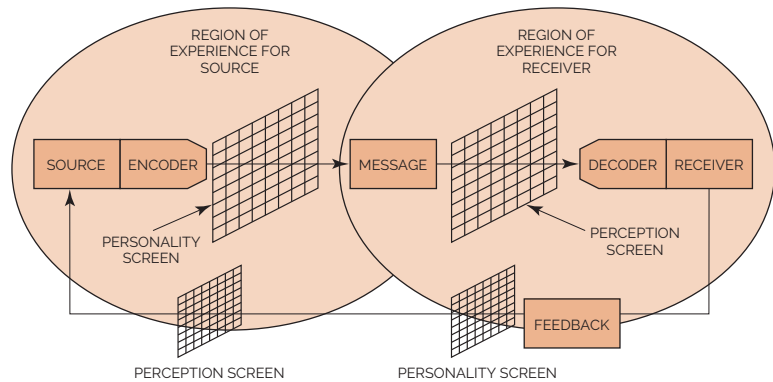 REGION OF
EXPERIENCE FOR
SOURCE
REGION OF
EXPERIENCE FOR
RECEIVER
SOURCE
ENCODER
MESSAGE
DECODER
RECEIVER
PERSONALITY
SCREEN
PERCEPTION
SCREEN
FEEDBACK
PERCEPTION SCREEN
PERSONALITY SCREEN